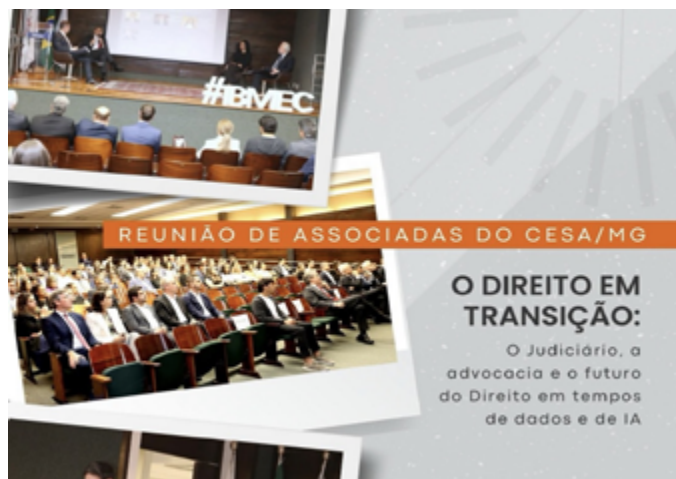 #IBMEC
REUNIÃO DE ASSOCIADAS DO CESA/MG
O DIREITO EM
TRANSIÇÃO:
O Judiciário, a
advocacia e o futuro
do Direito em tempos
de dados e de IA